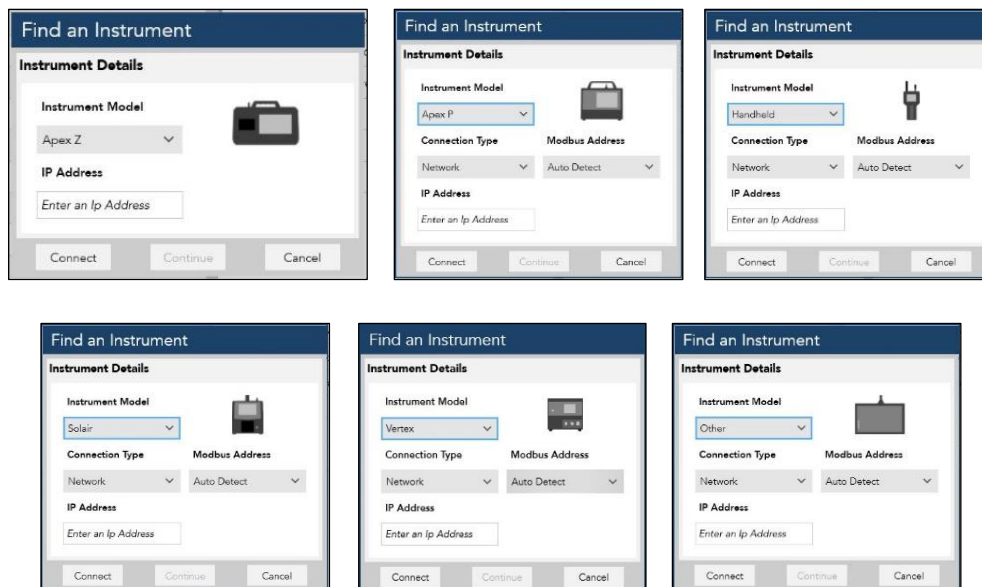 Find an Instrument
Instrument Details
Instrument Model
Apex Z
IP Address
Enter an Ip Address
Connect Continue Cancel
Find an Instrument
Instrument Details
Instrument Model
Apex P
Connection Type Modbus Address
Network Auto Detect
IP Address
Enter an Ip Address
Connect Continue Cancel
Find an Instrument
Instrument Details
Instrument Model
Handheld
Connection Type Modbus Address
Network Auto Detect
IP Address
Enter an Ip Address
Connect Continue Cancel
Find an Instrument
Instrument Details
Instrument Model
Solair
Connection Type Modbus Address
Network Auto Detect
IP Address
Enter an Ip Address
Connect Continue Cancel
Find an Instrument
Instrument Details
Instrument Model
Vertex
Connection Type Modbus Address
Network Auto Detect
IP Address
Enter an Ip Address
Connect Continue Cancel
Find an Instrument
Instrument Details
Instrument Model
Other
Connection Type Modbus Address
Network Auto Detect
IP Address
Enter an Ip Address
Connect Continue Cancel